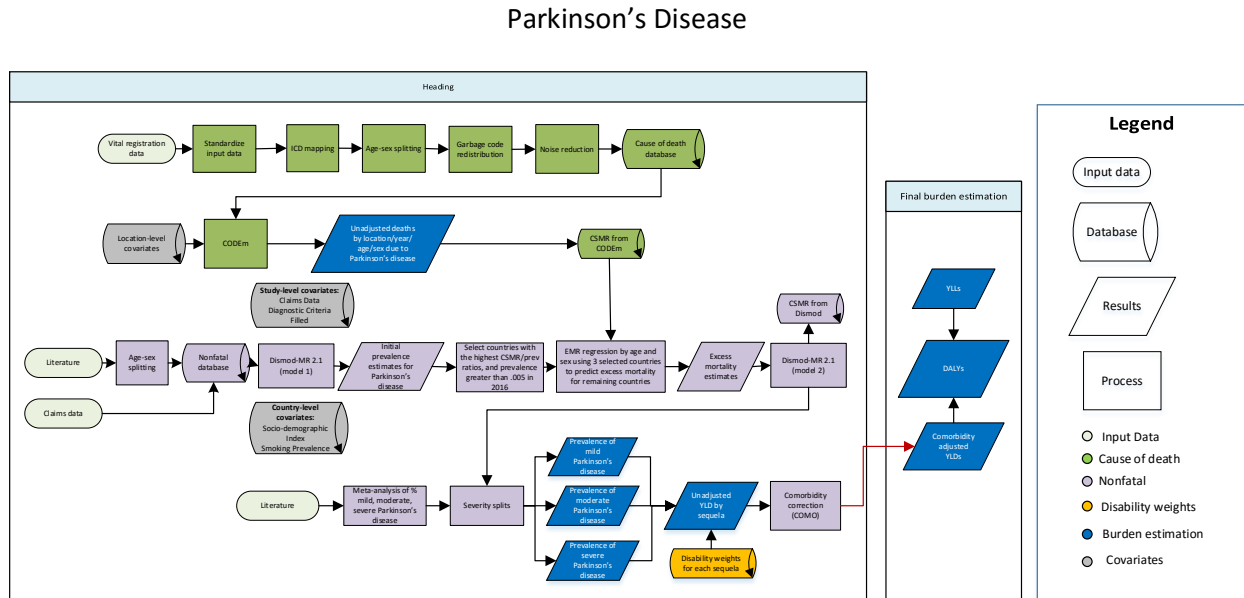 Parkinson's Disease
Heading
Vital registration
data
Standardize
input data
ICD mapping
Age-sex splitting
Garbage code
redistribution
Noise reduction
Cause of death
database
Location-level
covariates
CODEm
Unadjusted deaths
by location/year/
age/sex due to
Parkinson's disease
CSMR from
CODEm
Study-level covariates:
Claims Data
Diagnostic Criteria
Filled
CSMR from
Dismod
Literature
Age-sex
splitting
Nonfatal
database
Dismod-MR 2.1
(model 1)
Initial
prevalence
estimates for
Parkinson's disease
Select countries with
the highest CSMR/prev
ratios, and prevalence
greater than .005 in
2016
EMR regression by age and
sex using 3 selected countries
to predict excess mortality
for remaining countries
Excess
mortality
estimates
Dismod-MR 2.1
(model 2)
Claims data
Country-level
covariates:
Socio-demographic
Index
Smoking Prevalence
Literature
Meta-analysis of %
mild, moderate,
severe Parkinson's
disease
Severity splits
Prevalence of
mild
Parkinson's
disease
Prevalence of
moderate
Parkinson's
disease
Prevalence of
severe
Parkinson's
disease
Unadjusted
YLD by
sequela
Disability weights
for each sequela
Comorbidity
correction
(COMO)
Final burden estimation
YLLs
DALYs
Comorbidity
adjusted
YLDs
Legend
Input data
Database
Results
Process
Input Data
Cause of death
Nonfatal
Disability weights
Burden estimation
Covariates